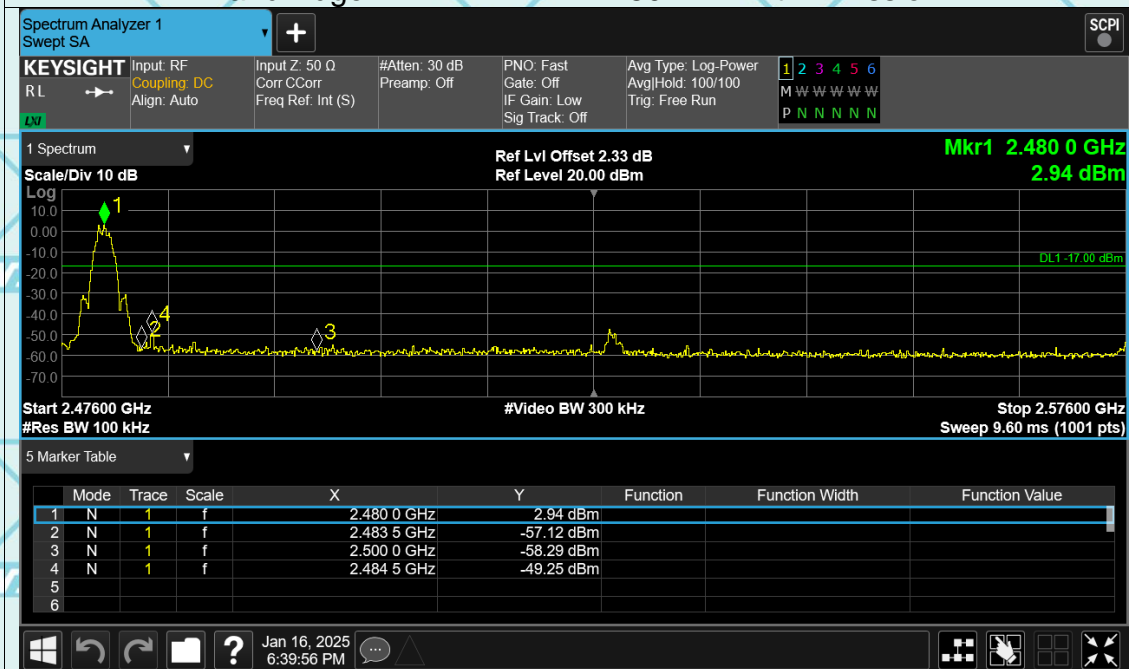 Spectrum Analyzer 1
Swept SA
+
SCPI
KEYSIGHT
RL
LXI
Input: RF
Coupling: DC
Align: Auto
Input Z: 50 Ω
Corr CCorr
Freq Ref: Int (S)
#Atten: 30 dB
Preamp: Off
PNO: Fast
Gate: Off
IF Gain: Low
Sig Track: Off
Avg Type: Log-Power
Avg|Hold: 100/100
Trig: Free Run
1 2 3 4 5 6
M W W W W W
P N N N N N
1 Spectrum
Scale/Div 10 dB
Ref Lvl Offset 2.33 dB
Ref Level 20.00 dBm
Mkr1 2.480 0 GHz
2.94 dBm
Log
10.0
0.00
-10.0
-20.0
-30.0
-40.0
-50.0
-60.0
-70.0
1
2
4
3
DL1 -17.00 dBm
Start 2.47600 GHz
#Res BW 100 kHz
#Video BW 300 kHz
Stop 2.57600 GHz
Sweep 9.60 ms (1001 pts)
5 Marker Table
Mode Trace Scale X Y Function Function Width Function Value
1 N 1 f 2.480 0 GHz 2.94 dBm
2 N 1 f 2.483 5 GHz -57.12 dBm
3 N 1 f 2.500 0 GHz -58.29 dBm
4 N 1 f 2.484 5 GHz -49.25 dBm
5
6
?
Jan 16, 2025
6:39:56 PM